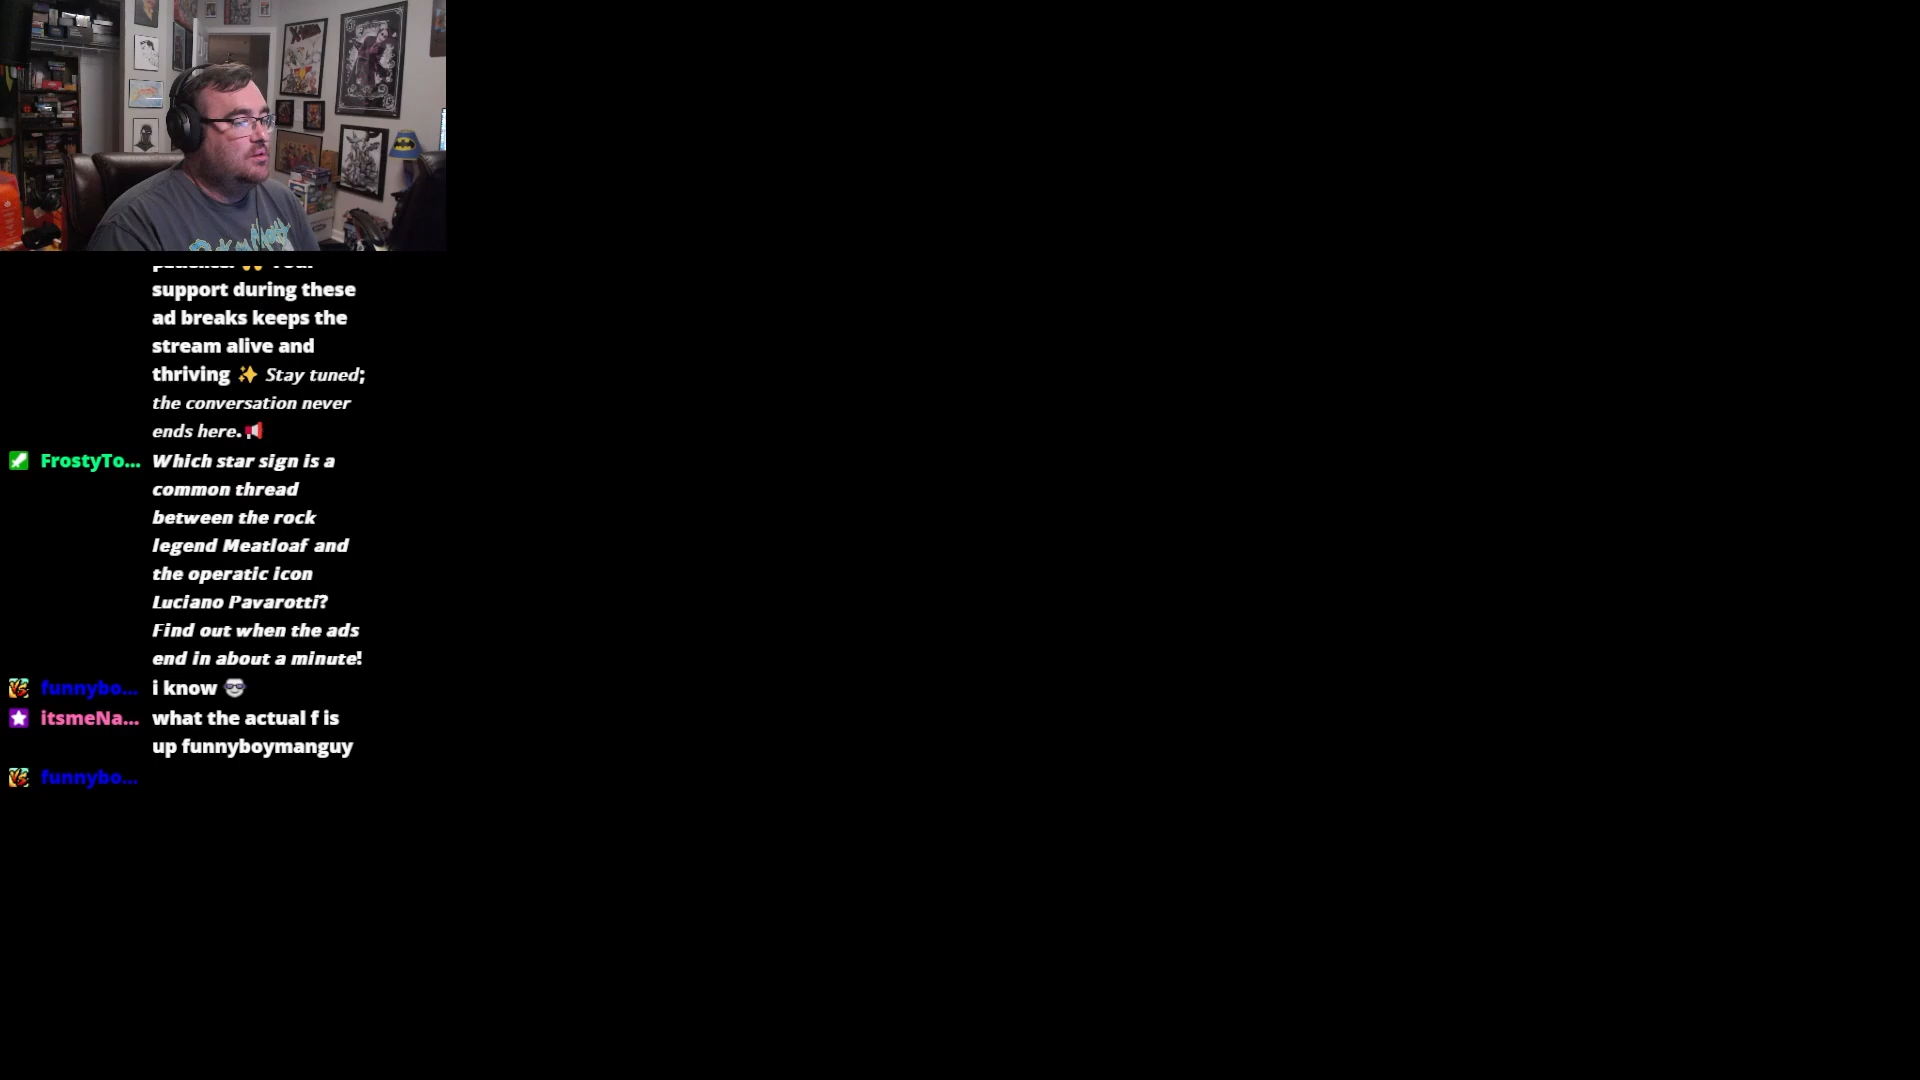 support during these
ad breaks keeps the
stream alive and
thriving ✨ Stay tuned;
the conversation never
ends here.
FrostyTo... Which star sign is a
common thread
between the rock
legend Meatloaf and
the operatic icon
Luciano Pavarotti?
Find out when the ads
end in about a minute!
funnybo... i know
itsmeNa... what the actual f is
up funnyboymanguy
funnybo...